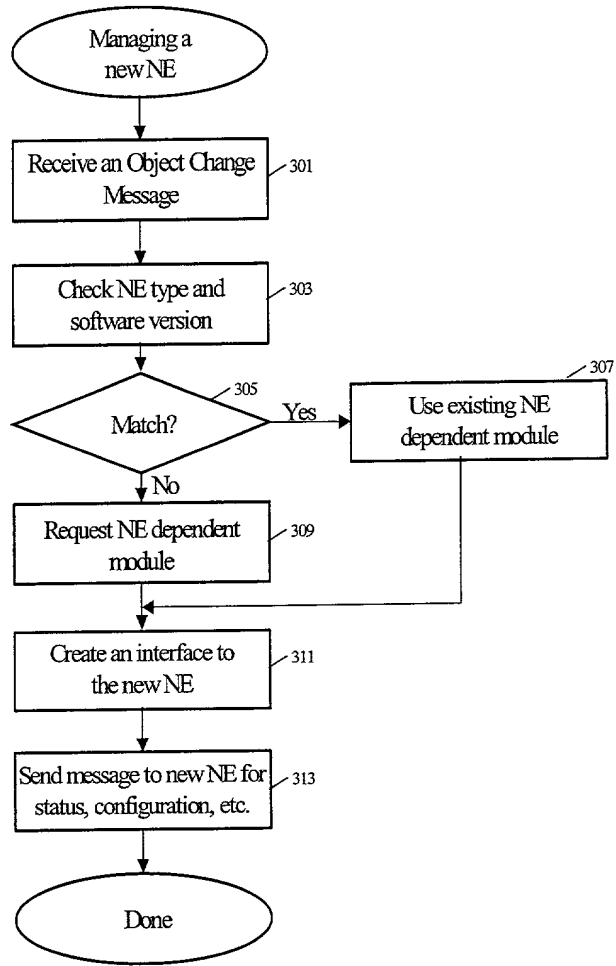 Managing a
new NE
Receive an Object Change
Message
301
Check NE type and
software version
303
305
Match?
Yes
307
Use existing NE
dependent module
No
Request NE dependent
module
309
Create an interface to
the new NE
311
Send message to new NE for
status, configuration, etc.
313
Done